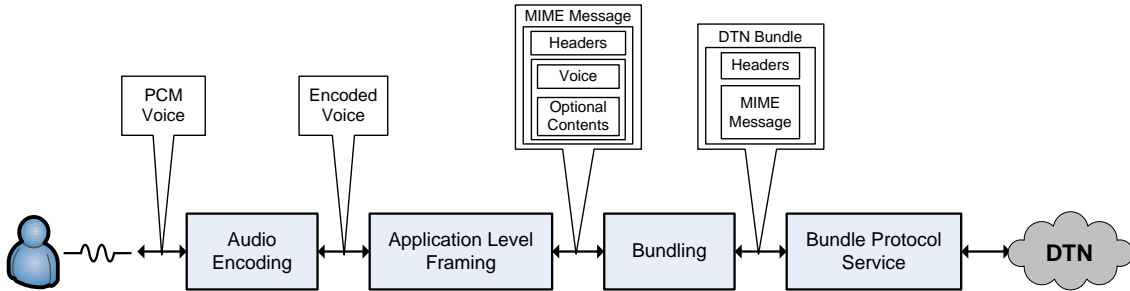 MIME Message
Headers
Voice
Optional
Contents
DTN Bundle
Headers
MIME
Message
PCM
Voice
Encoded
Voice
Audio
Encoding
Application Level
Framing
Bundling
Bundle Protocol
Service
DTN